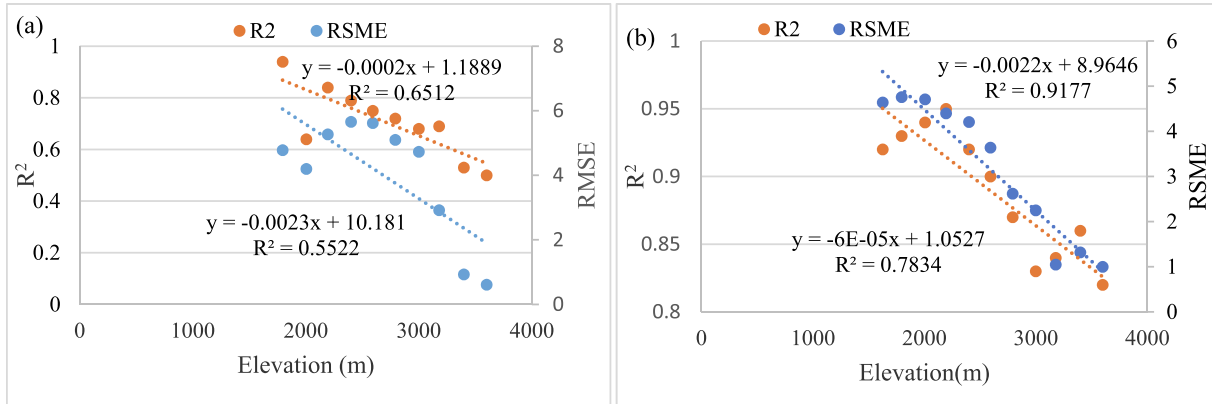 (a)
R2 RSME
1 8
y = -0.0002x + 1.1889
R² = 0.6512
0.8 6
0.6
R² 4 RMSE
0.4
y = -0.0023x + 10.181
R² = 0.5522
0.2 2
0 0
0 1000 2000 3000 4000
Elevation (m)
(b)
R2 RSME
1 6
y = -0.0022x + 8.9646
R² = 0.9177
5
0.95
4
R² 0.9 3 RSME
2
y = -6E-05x + 1.0527
R² = 0.7834
0.85
1
0.8 0
0 1000 2000 3000 4000
Elevation(m)